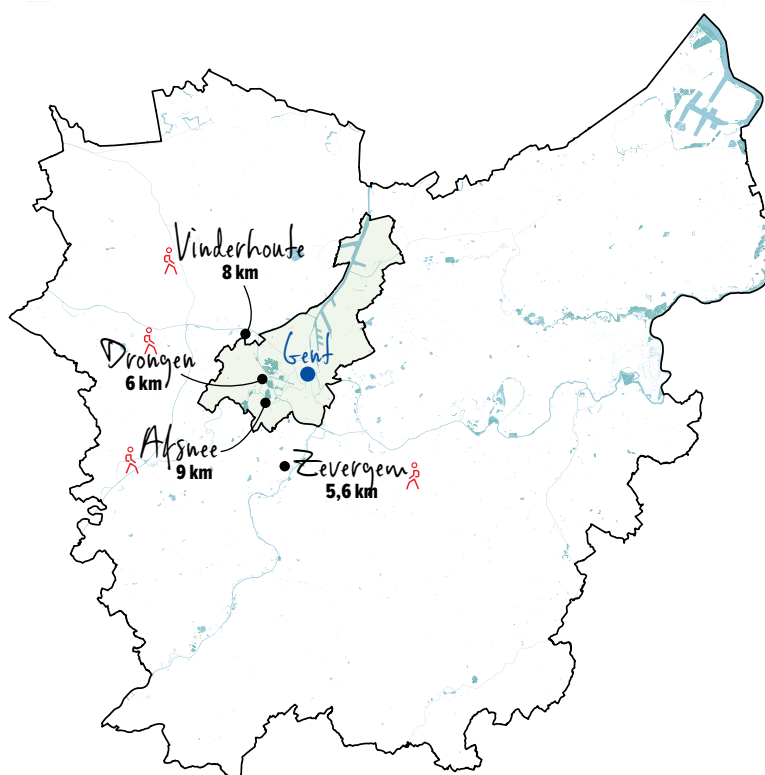 Vinderhoute
8 km
Gent
Drongen
6 km
Afsnee
9 km
Zevergem
5,6 km